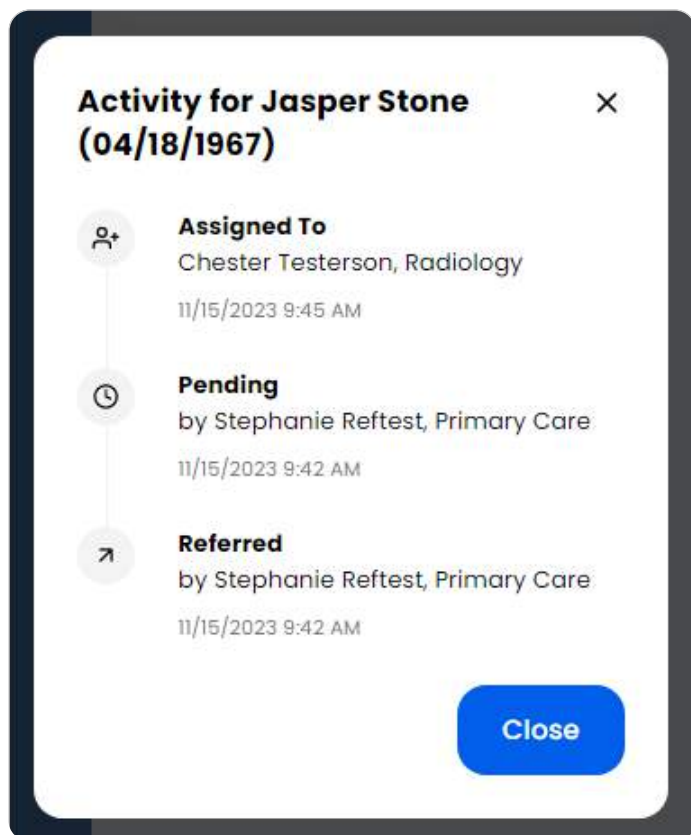 Activity for Jasper Stone
(04/18/1967)
Assigned To
Chester Testerson, Radiology
11/15/2023 9:45 AM
Pending
by Stephanie Reftest, Primary Care
11/15/2023 9:42 AM
Referred
by Stephanie Reftest, Primary Care
11/15/2023 9:42 AM
Close